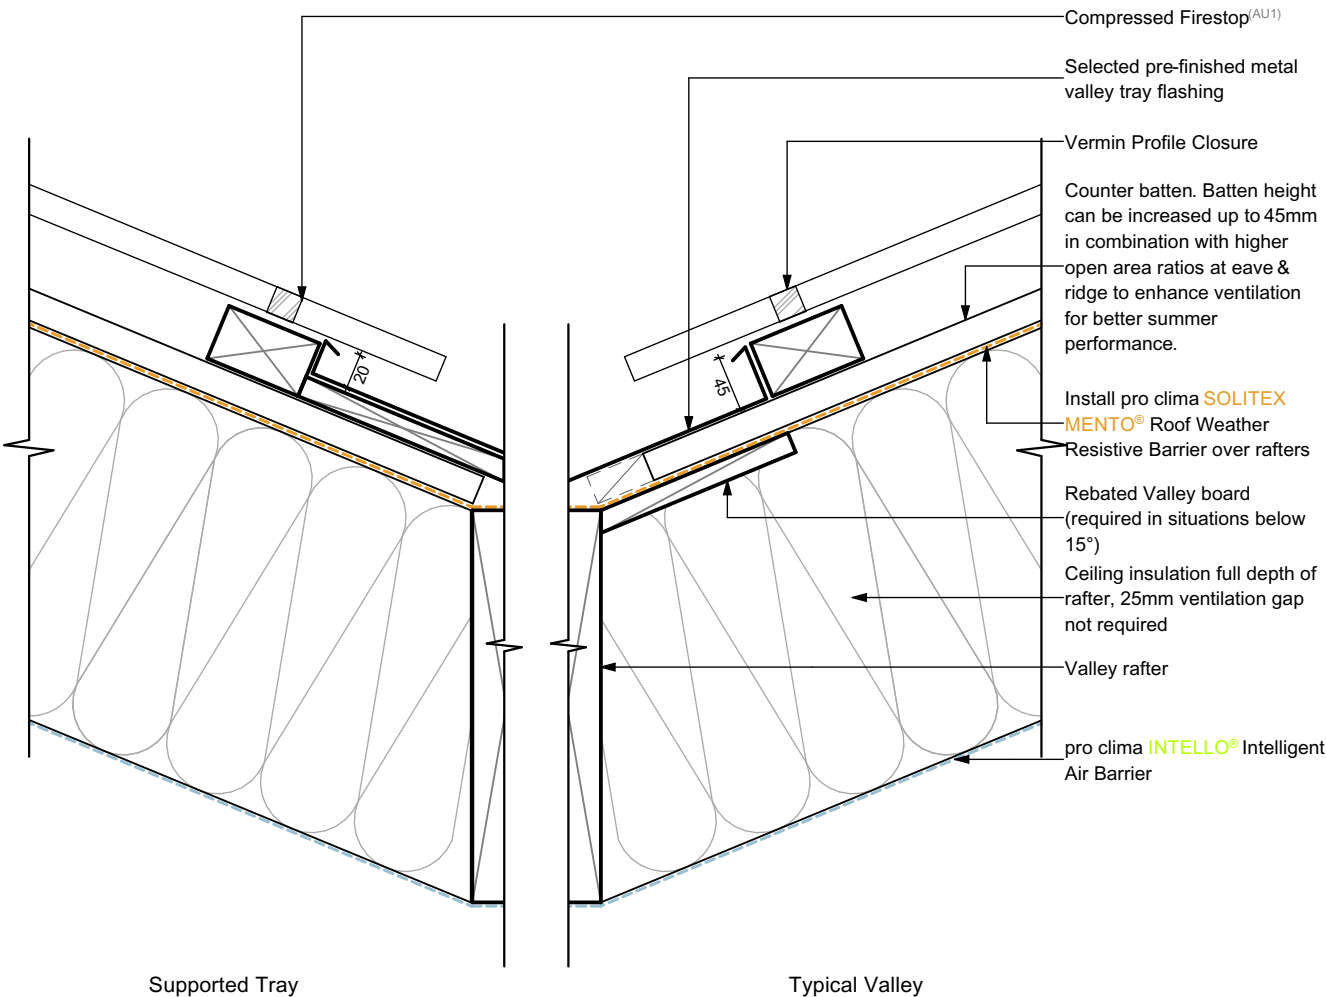 Compressed Firestop(AU1)
Selected pre-finished metal
valley tray flashing
Vermin Profile Closure
Counter batten. Batten height
can be increased up to 45mm
in combination with higher
open area ratios at eave &
ridge to enhance ventilation
for better summer
performance.
20
45
Install pro clima SOLITEX
MENTO® Roof Weather
Resistive Barrier over rafters
Rebated Valley board
(required in situations below
15°)
Ceiling insulation full depth of
rafter, 25mm ventilation gap
not required
Valley rafter
pro clima INTELLO® Intelligent
Air Barrier
Supported Tray
Typical Valley